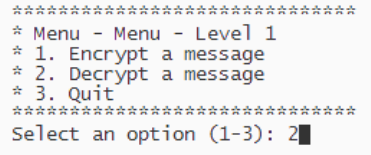 ******************************
* Menu - Menu - Level 1
* 1. Encrypt a message
* 2. Decrypt a message
* 3. Quit
******************************
Select an option (1-3): 2